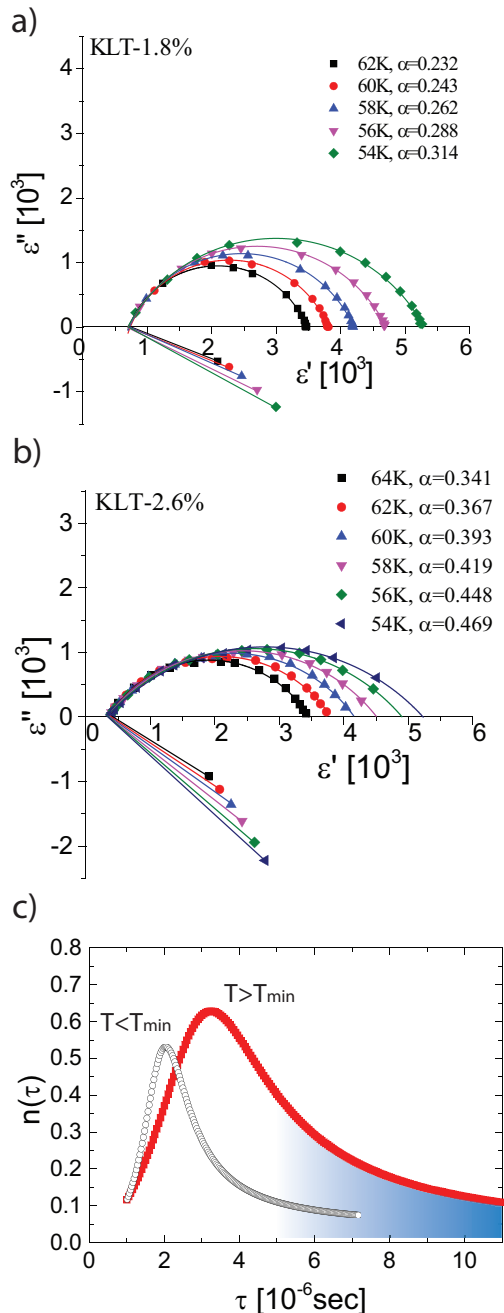 a)
KLT-1.8%
62K, α=0.232
60K, α=0.243
58K, α=0.262
56K, α=0.288
54K, α=0.314
4
3
2
1
0
-1
ε'' [10³]
0 1 2 3 4 5 6
ε' [10³]
b)
KLT-2.6%
64K, α=0.341
62K, α=0.367
60K, α=0.393
58K, α=0.419
56K, α=0.448
54K, α=0.469
3
2
1
0
-1
-2
ε'' [10³]
0 1 2 3 4 5 6
ε' [10³]
c)
0.8
0.7
0.6
0.5
0.4
0.3
0.2
0.1
0.0
n(τ)
T<Tmin
T>Tmin
0 2 4 6 8 10
τ [10⁻⁶sec]